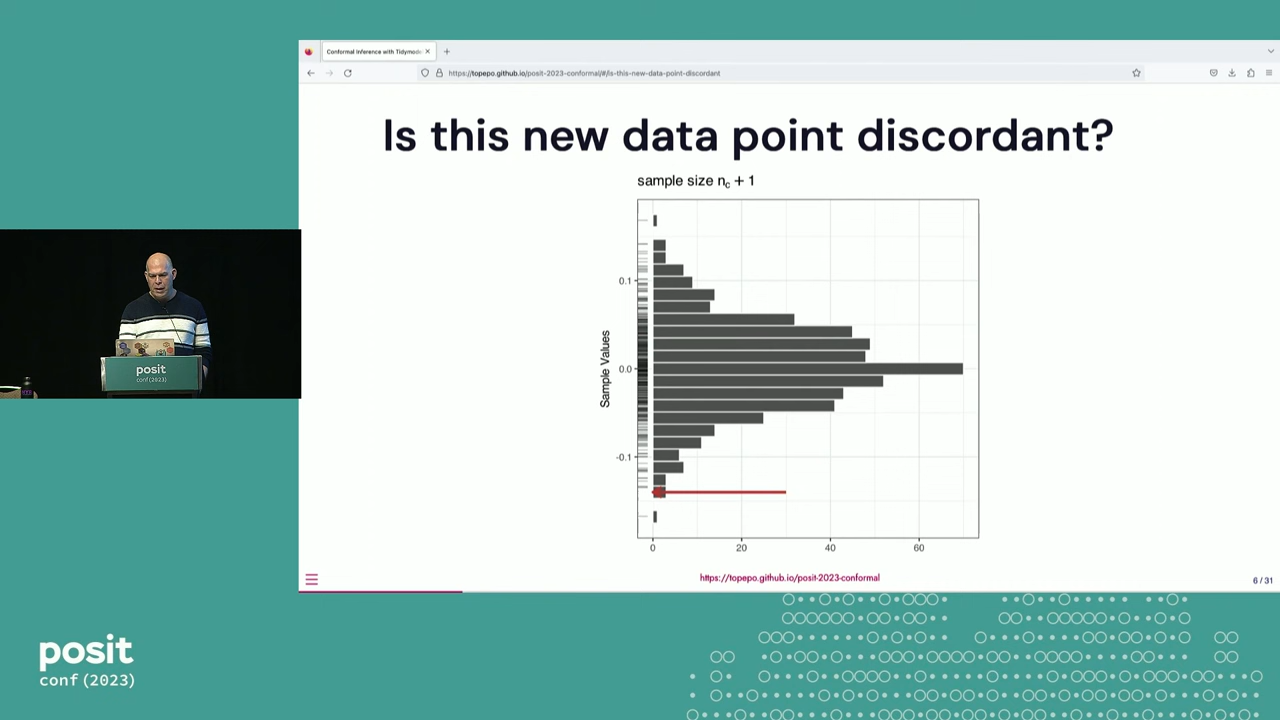 Conformal Inference with Tidymod
https://topepo.github.io/posit-2023-conformal/#/is-this-new-data-point-discordant
Is this new data point discordant?
sample size nc + 1
Sample Values
0.1
0.0
-0.1
0
20
40
60
https://topepo.github.io/posit-2023-conformal
6 / 31
posit
conf(2023)
posit
conf(2023)